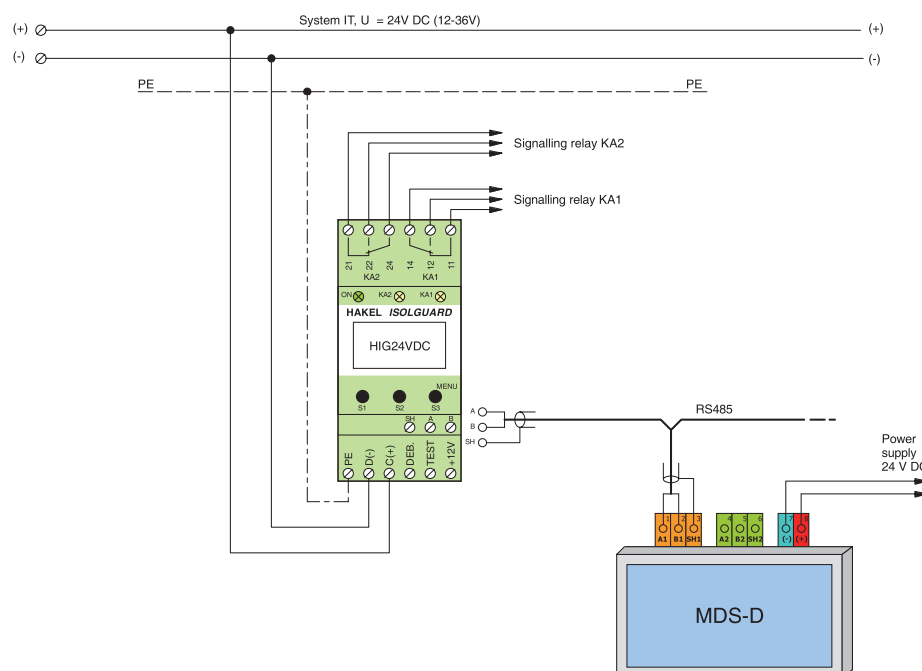 System IT, U = 24V DC (12-36V)
(+) (+)
(-) (-)
PE PE
Signalling relay KA2
Signalling relay KA1
21 22 24 14 12 11
KA2 KA1
ON KA2 KA1
HAKEL ISOLGUARD
HIG24VDC
MENU
S1 S2 S3
SH A B
PE D(-) C(+) DEB. TEST +12V
A
B
SH
RS485
Power
supply
24 V DC
1 2 3 4 5 6 7 8
A1 B1 SH1 A2 B2 SH2 (-) (+)
MDS-D